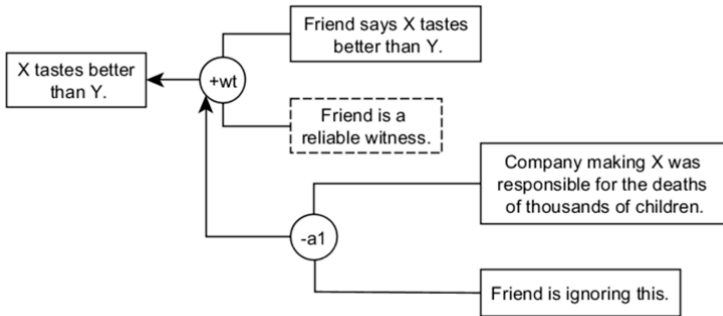 Friend says X tastes
better than Y.
X tastes better
than Y.
+wt
Friend is a
reliable witness.
Company making X was
responsible for the deaths
of thousands of children.
-a1
Friend is ignoring this.